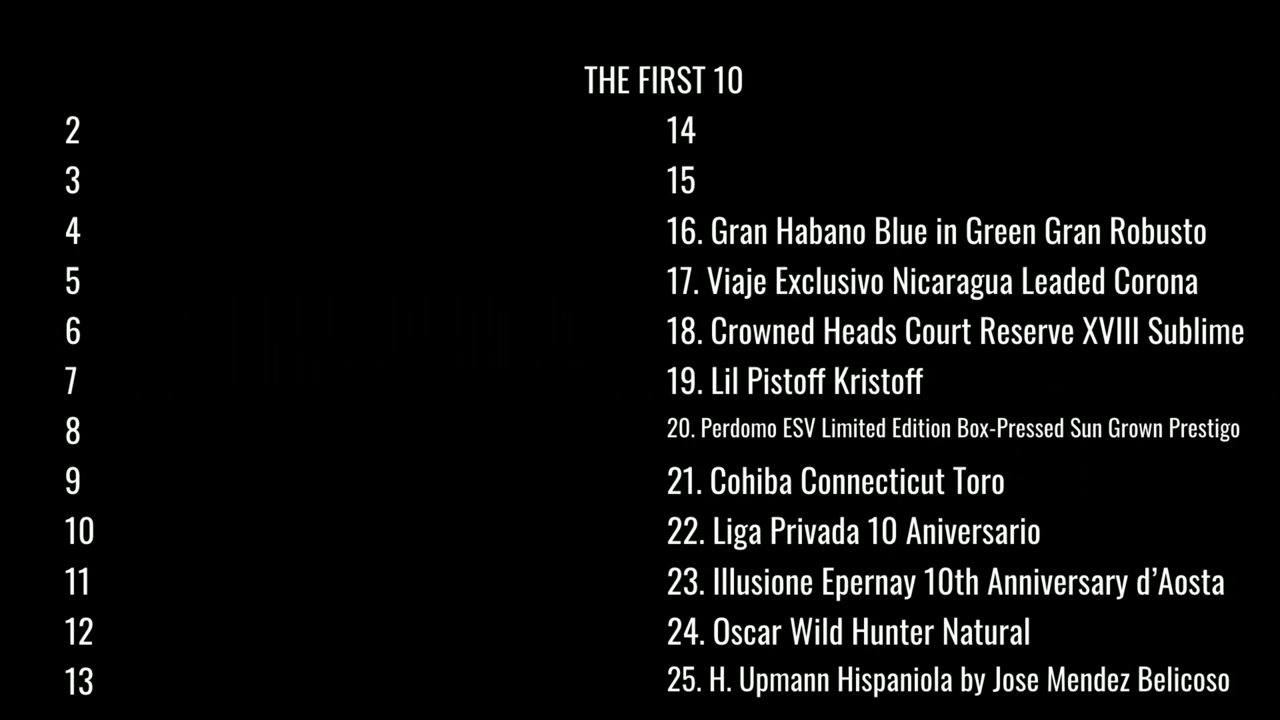 THE FIRST 10
2
3
4
5
6
7
8
9
10
11
12
13
14
15
16. Gran Habano Blue in Green Gran Robusto
17. Viaje Exclusivo Nicaragua Leaded Corona
18. Crowned Heads Court Reserve XVIII Sublime
19. Lil Pistoff Kristoff
20. Perdomo ESV Limited Edition Box-Pressed Sun Grown Prestigo
21. Cohiba Connecticut Toro
22. Liga Privada 10 Aniversario
23. Illusione Epernay 10th Anniversary d’Aosta
24. Oscar Wild Hunter Natural
25. H. Upmann Hispaniola by Jose Mendez Belicoso